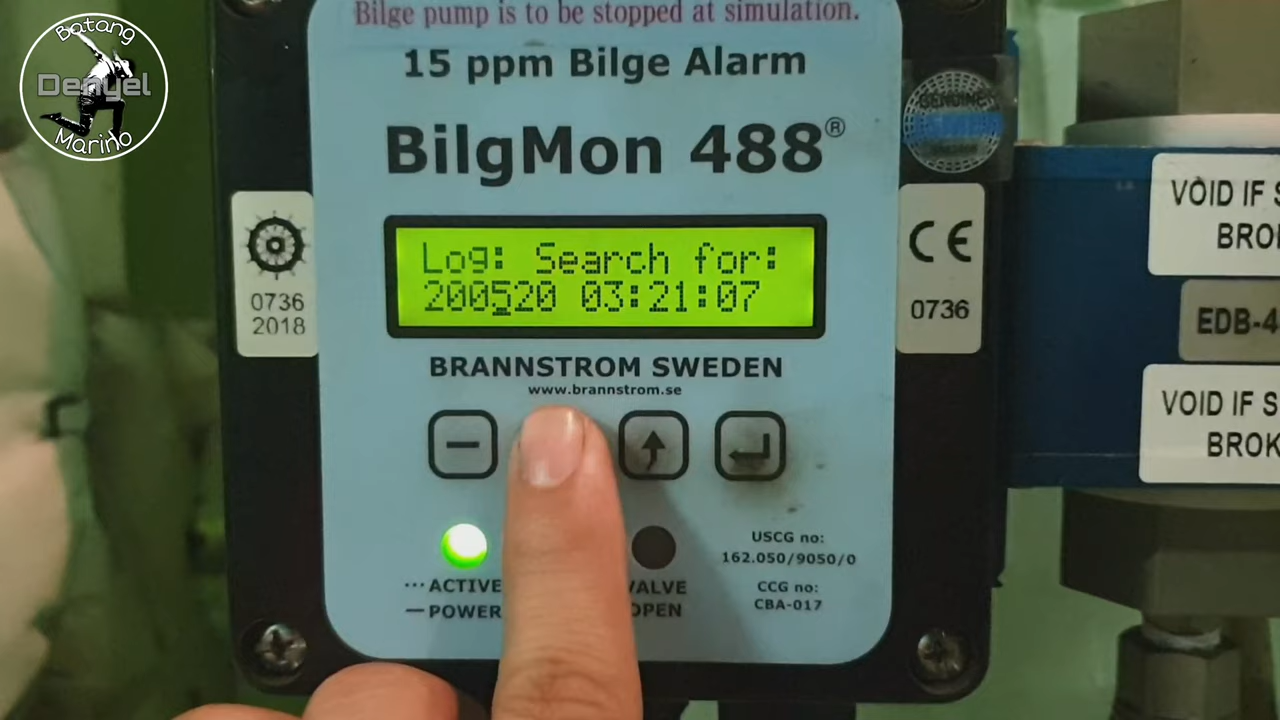 Batang
Denyel
Marino
Bilge pump is to be stopped at simulation.
15 ppm Bilge Alarm
BilgMon 488®
GENUINE
Log: Search for:
200520 03:21:07
BRANNSTROM SWEDEN
www.brannstrom.se
0736
2018
CE
0736
VOID IF S
BRO
EDB-4
VOID IF S
BROK
ACTIVE
POWER
VALVE
OPEN
USCG no:
162.050/9050/0
CCG no:
CBA-017